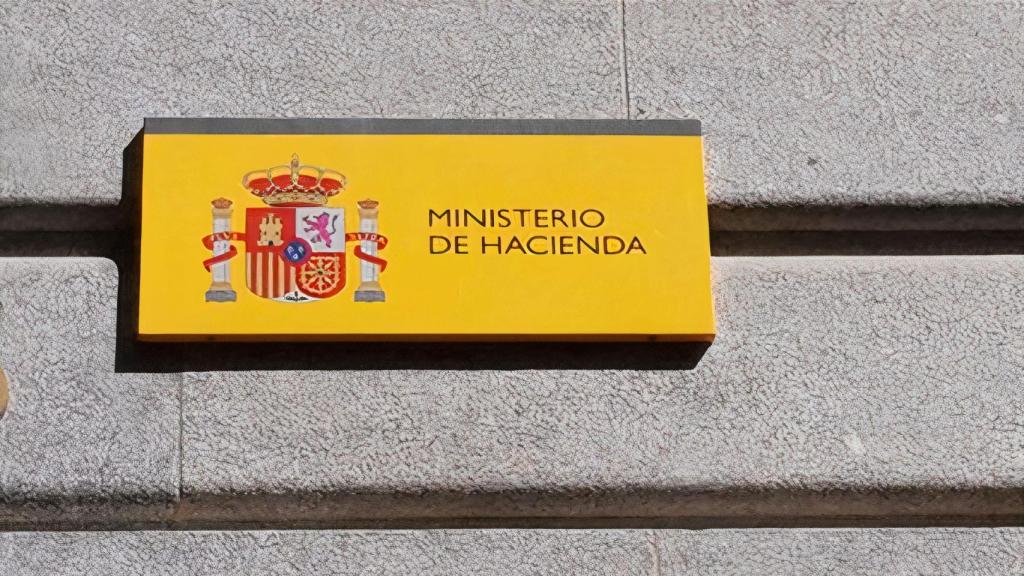 MINISTERIO
DE HACIENDA